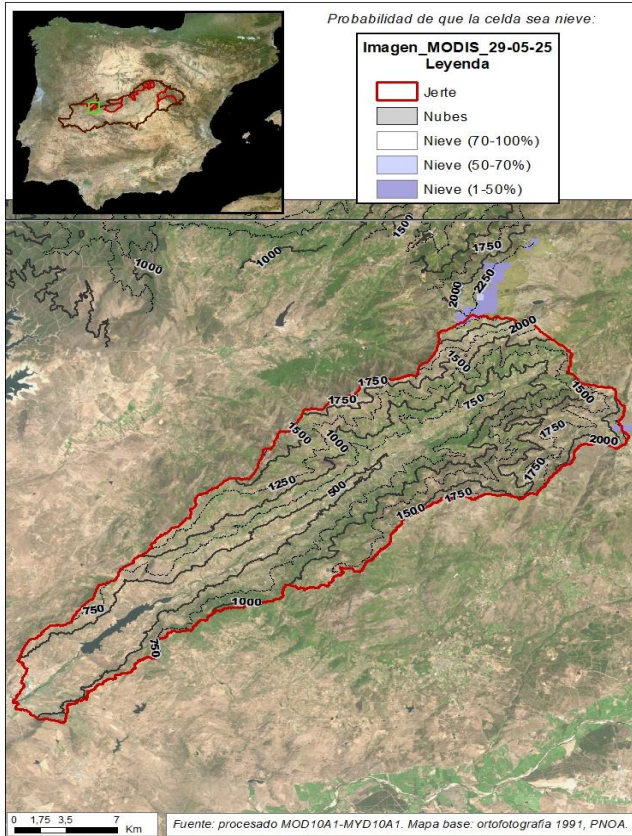 Probabilidad de que la celda sea nieve:
Imagen_MODIS_29-05-25
Leyenda
Jerte
Nubes
Nieve (70-100%)
Nieve (50-70%)
Nieve (1-50%)
1500
1750
1000
1000
2250
2000
2000
1750
1500
1750
1500
750
1500
1000
1750
2000
1250
500
1750
1750
1500
1000
750
750
0 1,75 3,5 7
Km
Fuente: procesado MOD10A1-MYD10A1. Mapa base: ortofotografia 1991, PNOA.